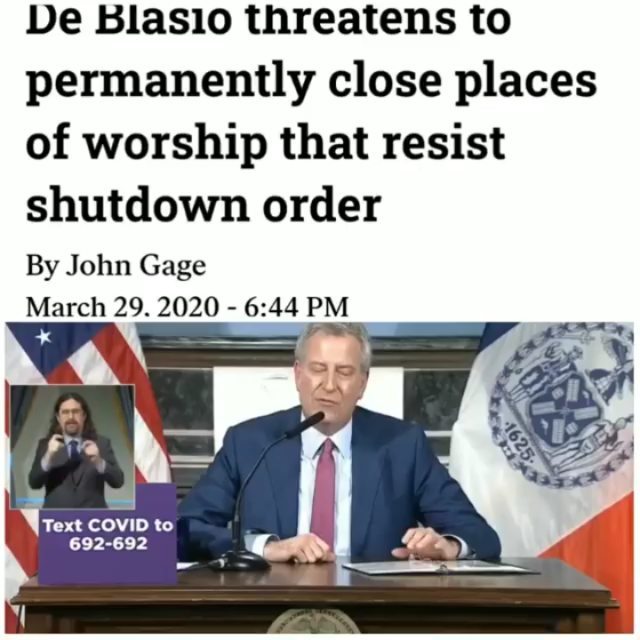 De Blasio threatens to
permanently close places
of worship that resist
shutdown order
By John Gage
March 29, 2020 - 6:44 PM
Text COVID to
692-692
1625